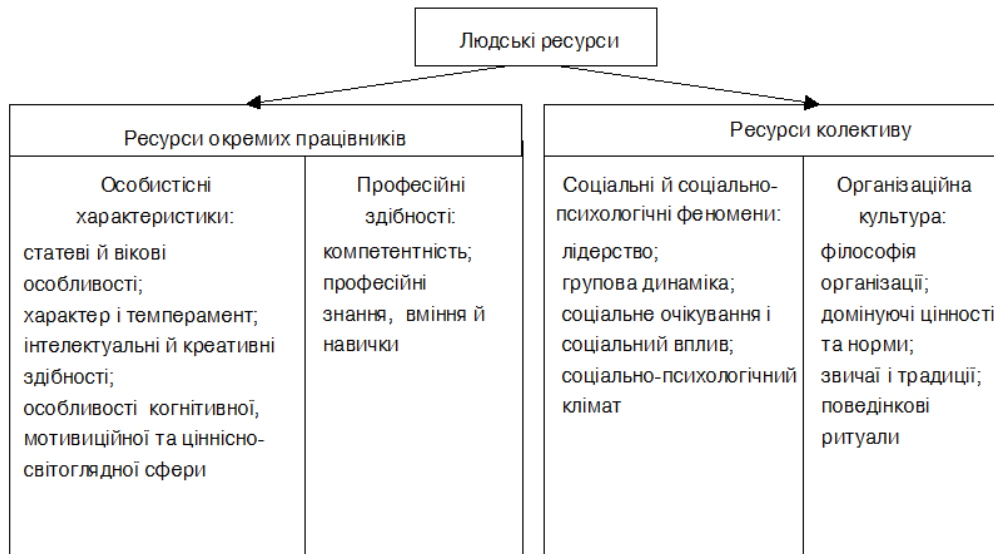 Людські ресурси
Ресурси окремих працівників
Особистісні
характеристики:
статеві й вікові
особливості;
характер і темперамент;
інтелектуальні й креативні
здібності;
особливості когнітивної,
мотивиційної та ціннісно-
світоглядної сфери
Професійні
здібності:
компетентність;
професійні
знання, вміння й
навички
Ресурси колективу
Соціальні й соціально-
психологічні феномени:
лідерство;
групова динаміка;
соціальне очікування і
соціальний вплив;
соціально-психологічний
клімат
Організаційна
культура:
філософія
організації;
домінуючі цінності
та норми;
звичаї і традиції;
поведінкові
ритуали